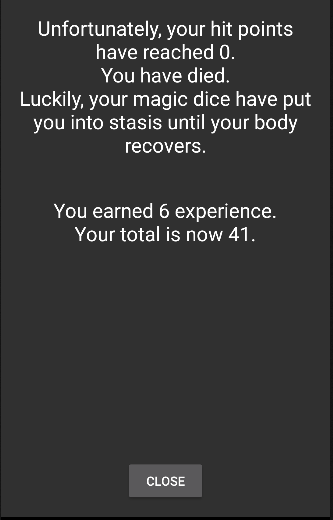 Unfortunately, your hit points
have reached 0.
You have died.
Luckily, your magic dice have put
you into stasis until your body
recovers.
You earned 6 experience.
Your total is now 41.
CLOSE